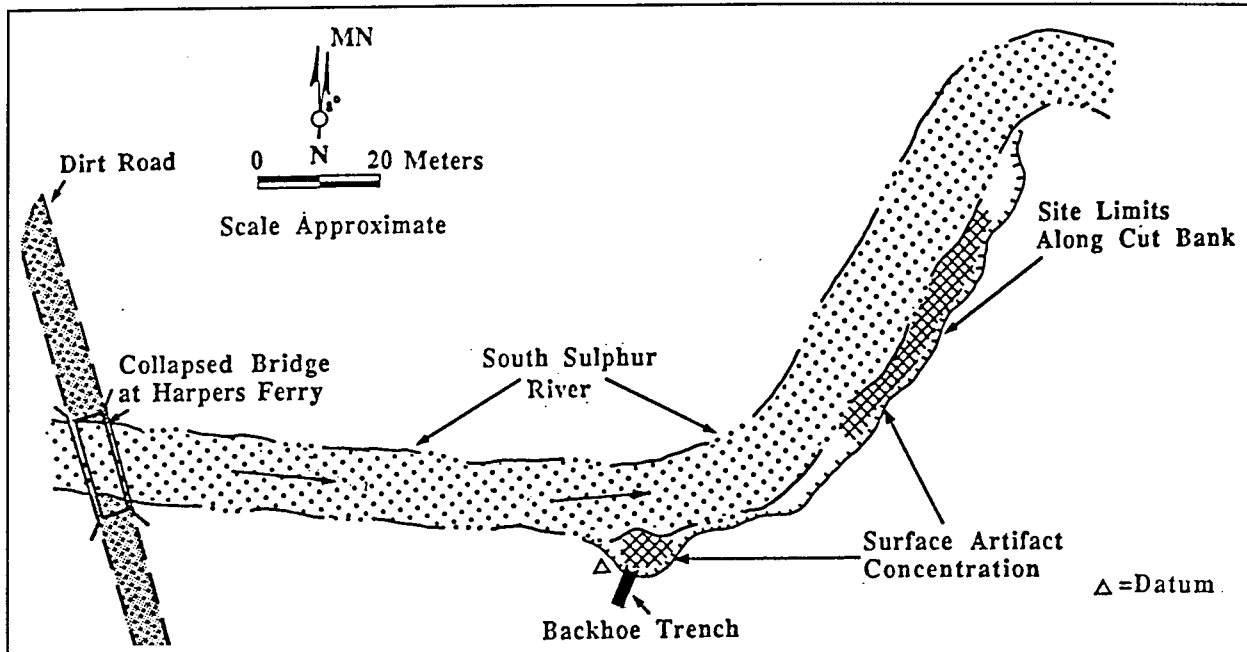 MN
4°
N
0 20 Meters
Scale Approximate
Dirt Road
Collapsed Bridge
at Harpers Ferry
South Sulphur
River
Site Limits
Along Cut Bank
Surface Artifact
Concentration
△ =Datum
Backhoe Trench